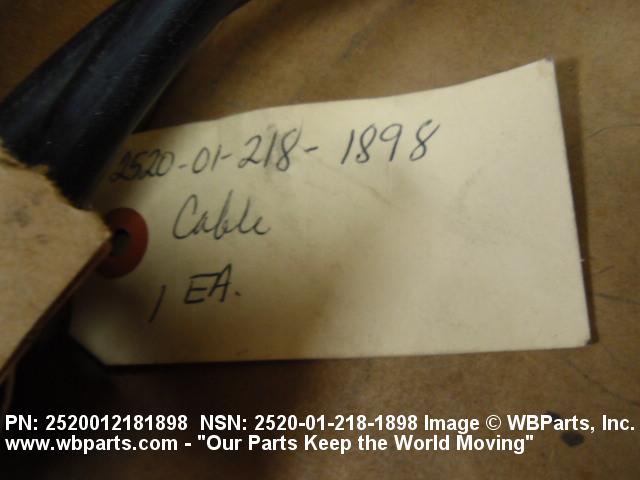 2520-01-218-1898
Cable
1 EA.
PN: 2520012181898 NSN: 2520-01-218-1898 Image © WBParts, Inc.
www.wbparts.com - "Our Parts Keep the World Moving"